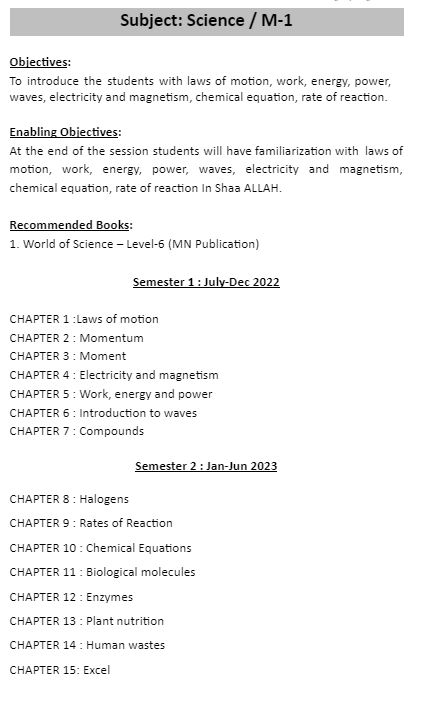 Subject: Science / M-1
Objectives:
To introduce the students with laws of motion, work, energy, power,
waves, electricity and magnetism, chemical equation, rate of reaction.
Enabling Objectives:
At the end of the session students will have familiarization with laws of
motion, work, energy, power, waves, electricity and magnetism,
chemical equation, rate of reaction In Shaa ALLAH.
Recommended Books:
1. World of Science – Level-6 (MN Publication)
Semester 1 : July-Dec 2022
CHAPTER 1 :Laws of motion
CHAPTER 2 : Momentum
CHAPTER 3 : Moment
CHAPTER 4 : Electricity and magnetism
CHAPTER 5 : Work, energy and power
CHAPTER 6 : Introduction to waves
CHAPTER 7 : Compounds
Semester 2 : Jan-Jun 2023
CHAPTER 8 : Halogens
CHAPTER 9 : Rates of Reaction
CHAPTER 10 : Chemical Equations
CHAPTER 11 : Biological molecules
CHAPTER 12 : Enzymes
CHAPTER 13 : Plant nutrition
CHAPTER 14 : Human wastes
CHAPTER 15: Excel